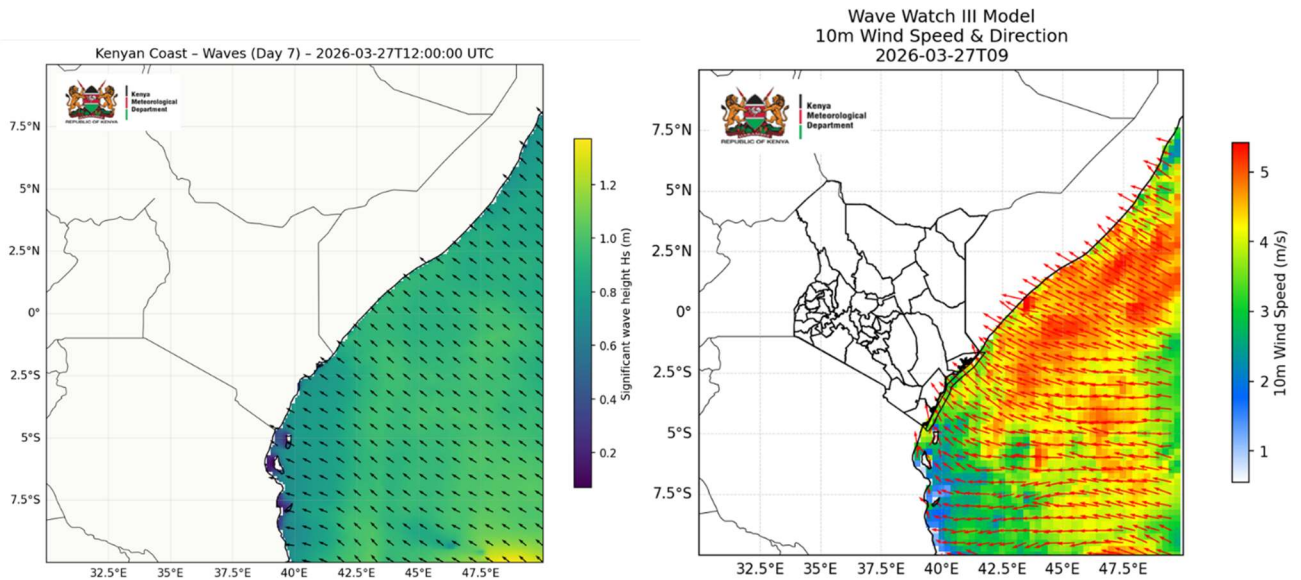 Kenyan Coast – Waves (Day 7) – 2026-03-27T12:00:00 UTC
Kenya
Meteorological
Department
REPUBLIC OF KENYA
7.5°N
5°N
2.5°N
0°
2.5°S
5°S
7.5°S
32.5°E
35°E
37.5°E
40°E
42.5°E
45°E
47.5°E
1.2
1.0
0.8
0.6
0.4
0.2
Significant wave height Hs (m)
Wave Watch III Model
10m Wind Speed & Direction
2026-03-27T09
Kenya
Meteorological
Department
REPUBLIC OF KENYA
7.5°N
5°N
2.5°N
0°
2.5°S
5°S
7.5°S
32.5°E
35°E
37.5°E
40°E
42.5°E
45°E
47.5°E
5
4
3
2
1
10m Wind Speed (m/s)